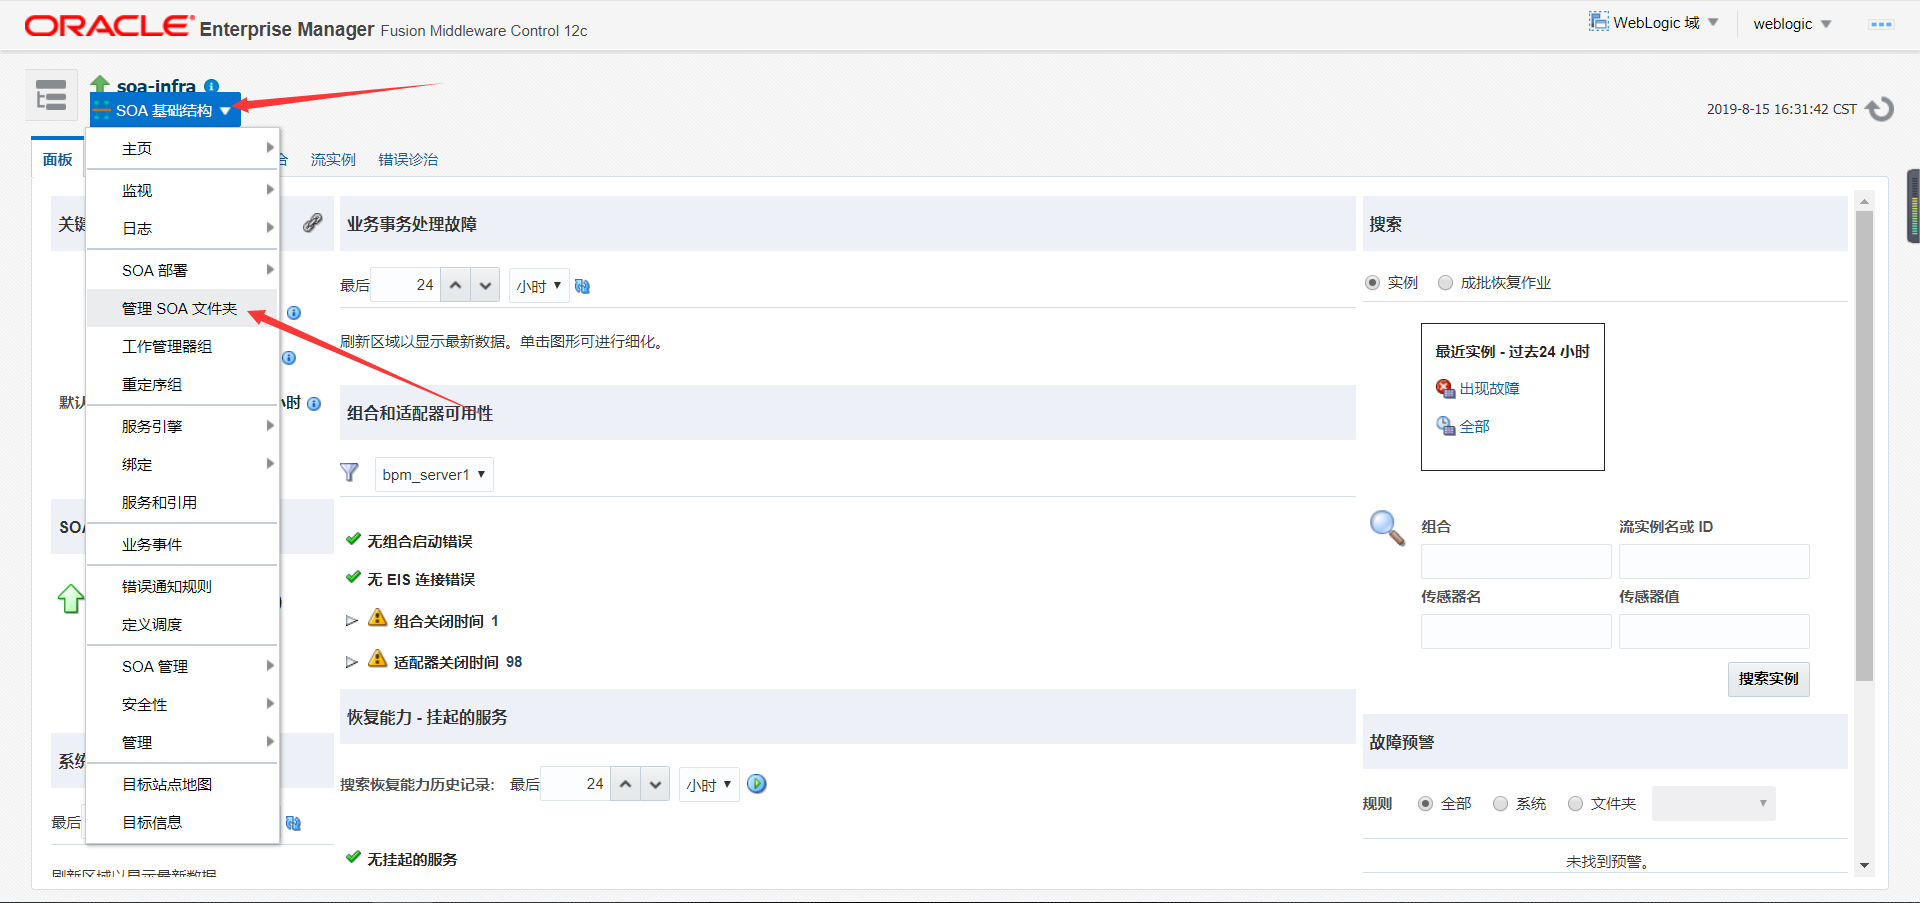 ORACLE Enterprise Manager Fusion Middleware Control 12c
WebLogic 域
weblogic
soa-infra
SOA 基础结构
2019-8-15 16:31:42 CST
面板
流实例
错误诊治
主页
监视
日志
SOA 部署
管理 SOA 文件夹
工作管理器组
重定序组
服务引擎
绑定
服务和引用
业务事件
错误通知规则
定义调度
SOA 管理
安全性
管理
目标站点地图
目标信息
关键
默认
小时
SOA
系统
最后
刷新区域以显示最新数据
业务事务处理故障
最后 24 小时
刷新区域以显示最新数据。单击图形可进行细化。
组合和适配器可用性
bpm_server1
无组合启动错误
无 EIS 连接错误
组合关闭时间 1
适配器关闭时间 98
恢复能力 - 挂起的服务
搜索恢复能力历史记录: 最后 24 小时
无挂起的服务
搜索
实例 成批恢复作业
最近实例 - 过去24 小时
出现故障
全部
组合 流实例名或 ID
传感器名 传感器值
搜索实例
故障预警
规则 全部 系统 文件夹
未找到预警。